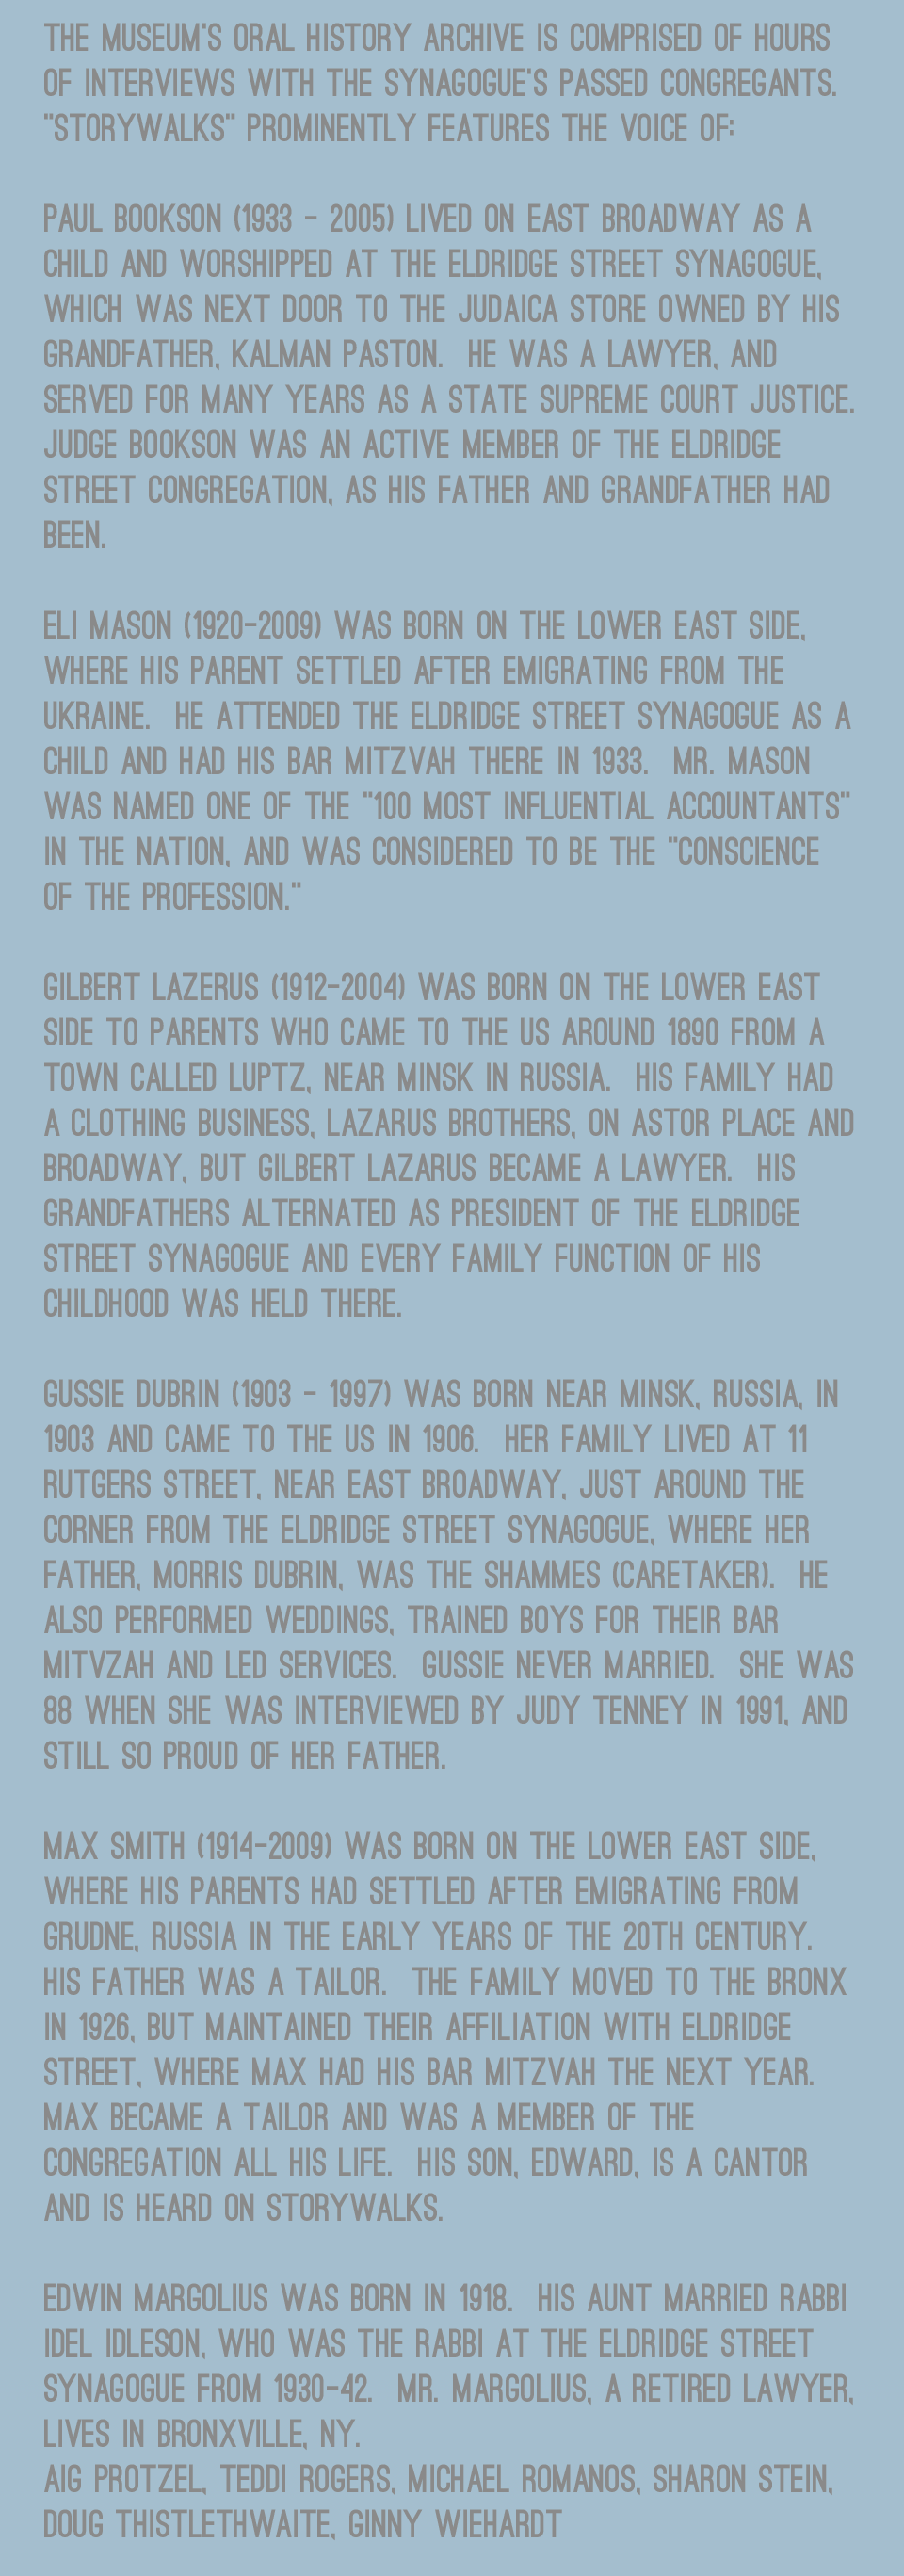 THE MUSEUM'S ORAL HISTORY ARCHIVE IS COMPRISED OF HOURS
OF INTERVIEWS WITH THE SYNAGOGUE'S PASSED CONGREGANTS.
"STORYWALKS" PROMINENTLY FEATURES THE VOICE OF:
PAUL BOOKSON (1933 - 2005) LIVED ON EAST BROADWAY AS A
CHILD AND WORSHIPPED AT THE ELDRIDGE STREET SYNAGOGUE,
WHICH WAS NEXT DOOR TO THE JUDAICA STORE OWNED BY HIS
GRANDFATHER, KALMAN PASTON. HE WAS A LAWYER, AND
SERVED FOR MANY YEARS AS A STATE SUPREME COURT JUSTICE.
JUDGE BOOKSON WAS AN ACTIVE MEMBER OF THE ELDRIDGE
STREET CONGREGATION, AS HIS FATHER AND GRANDFATHER HAD
BEEN.
ELI MASON (1920-2009) WAS BORN ON THE LOWER EAST SIDE,
WHERE HIS PARENT SETTLED AFTER EMIGRATING FROM THE
UKRAINE. HE ATTENDED THE ELDRIDGE STREET SYNAGOGUE AS A
CHILD AND HAD HIS BAR MITZVAH THERE IN 1933. MR. MASON
WAS NAMED ONE OF THE "100 MOST INFLUENTIAL ACCOUNTANTS"
IN THE NATION, AND WAS CONSIDERED TO BE THE "CONSCIENCE
OF THE PROFESSION."
GILBERT LAZERUS (1912-2004) WAS BORN ON THE LOWER EAST
SIDE TO PARENTS WHO CAME TO THE US AROUND 1890 FROM A
TOWN CALLED LUPTZ, NEAR MINSK IN RUSSIA. HIS FAMILY HAD
A CLOTHING BUSINESS, LAZARUS BROTHERS, ON ASTOR PLACE AND
BROADWAY, BUT GILBERT LAZARUS BECAME A LAWYER. HIS
GRANDFATHERS ALTERNATED AS PRESIDENT OF THE ELDRIDGE
STREET SYNAGOGUE AND EVERY FAMILY FUNCTION OF HIS
CHILDHOOD WAS HELD THERE.
GUSSIE DUBRIN (1903 - 1997) WAS BORN NEAR MINSK, RUSSIA, IN
1903 AND CAME TO THE US IN 1906. HER FAMILY LIVED AT 11
RUTGERS STREET, NEAR EAST BROADWAY, JUST AROUND THE
CORNER FROM THE ELDRIDGE STREET SYNAGOGUE, WHERE HER
FATHER, MORRIS DUBRIN, WAS THE SHAMMES (CARETAKER). HE
ALSO PERFORMED WEDDINGS, TRAINED BOYS FOR THEIR BAR
MITVZAH AND LED SERVICES. GUSSIE NEVER MARRIED. SHE WAS
88 WHEN SHE WAS INTERVIEWED BY JUDY TENNEY IN 1991, AND
STILL SO PROUD OF HER FATHER.
MAX SMITH (1914-2009) WAS BORN ON THE LOWER EAST SIDE,
WHERE HIS PARENTS HAD SETTLED AFTER EMIGRATING FROM
GRUDNE, RUSSIA IN THE EARLY YEARS OF THE 20TH CENTURY.
HIS FATHER WAS A TAILOR. THE FAMILY MOVED TO THE BRONX
IN 1926, BUT MAINTAINED THEIR AFFILIATION WITH ELDRIDGE
STREET, WHERE MAX HAD HIS BAR MITZVAH THE NEXT YEAR.
MAX BECAME A TAILOR AND WAS A MEMBER OF THE
CONGREGATION ALL HIS LIFE. HIS SON, EDWARD, IS A CANTOR
AND IS HEARD ON STORYWALKS.
EDWIN MARGOLIUS WAS BORN IN 1918. HIS AUNT MARRIED RABBI
IDEL IDLESON, WHO WAS THE RABBI AT THE ELDRIDGE STREET
SYNAGOGUE FROM 1930-42. MR. MARGOLIUS, A RETIRED LAWYER,
LIVES IN BRONXVILLE, NY.
AIG PROTZEL, TEDDI ROGERS, MICHAEL ROMANOS, SHARON STEIN,
DOUG THISTLETHWAITE, GINNY WIEHARDT